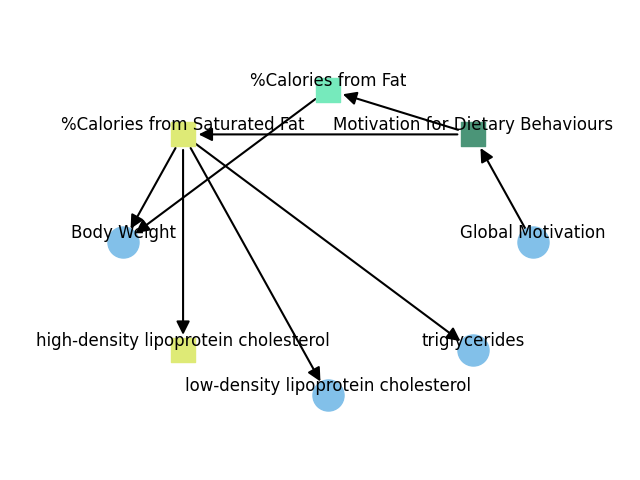 %Calories from Fat
%Calories from Saturated Fat
Motivation for Dietary Behaviours
Body Weight
Global Motivation
high-density lipoprotein cholesterol
triglycerides
low-density lipoprotein cholesterol